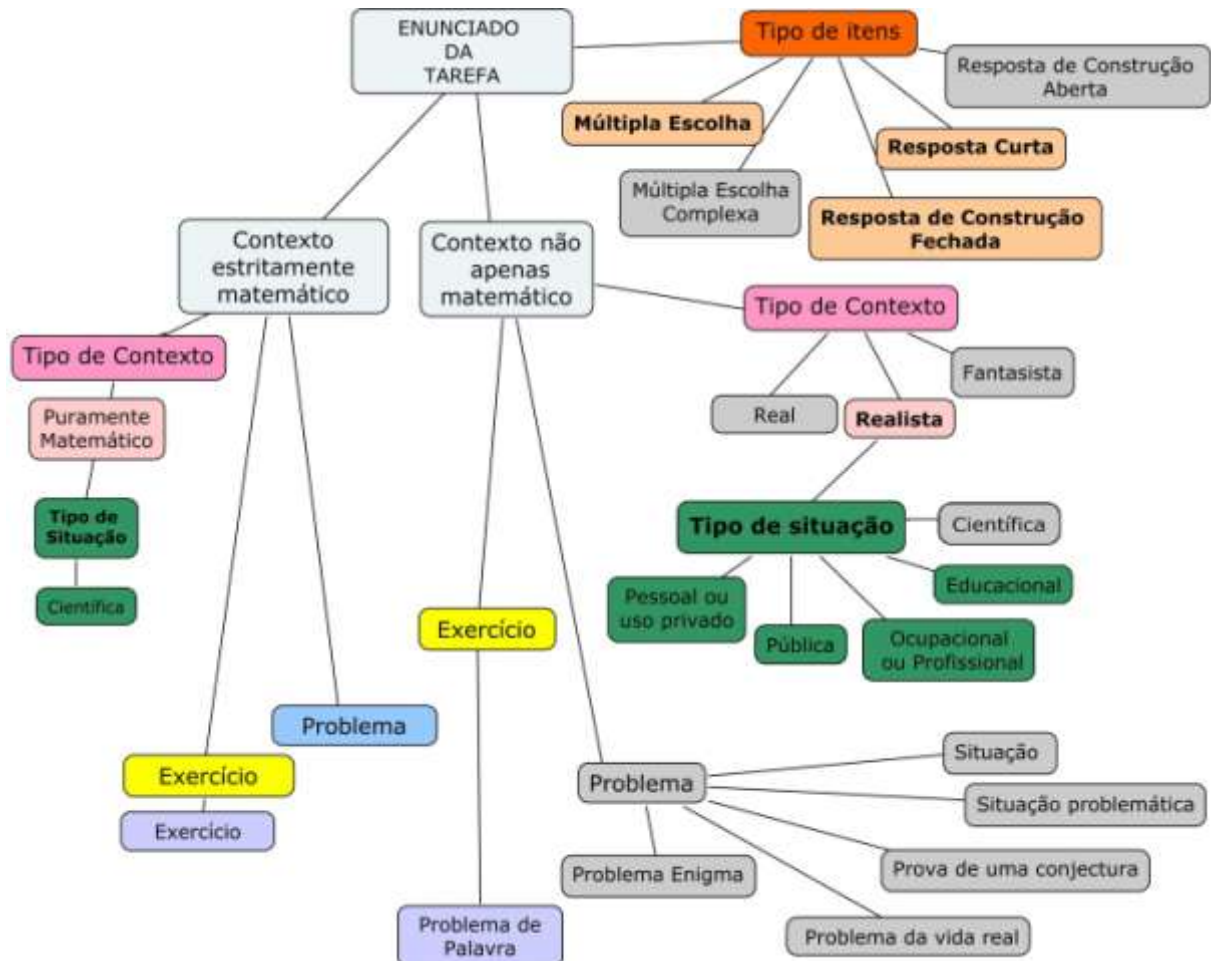 ENUNCIADO
DA
TAREFA
Tipo de itens
Resposta de Construção
Aberta
Múltipla Escolha
Resposta Curta
Múltipla Escolha
Complexa
Resposta de Construção
Fechada
Contexto
estritamente
matemático
Contexto não
apenas
matemático
Tipo de Contexto
Tipo de Contexto
Fantasista
Real
Realista
Puramente
Matemático
Tipo de
Situação
Científica
Tipo de situação
Científica
Educacional
Pessoal ou
uso privado
Pública
Ocupacional
ou Profissional
Exercício
Problema
Exercício
Exercício
Problema
Situação
Situação problemática
Prova de uma conjectura
Problema Enigma
Problema da vida real
Problema de
Palavra